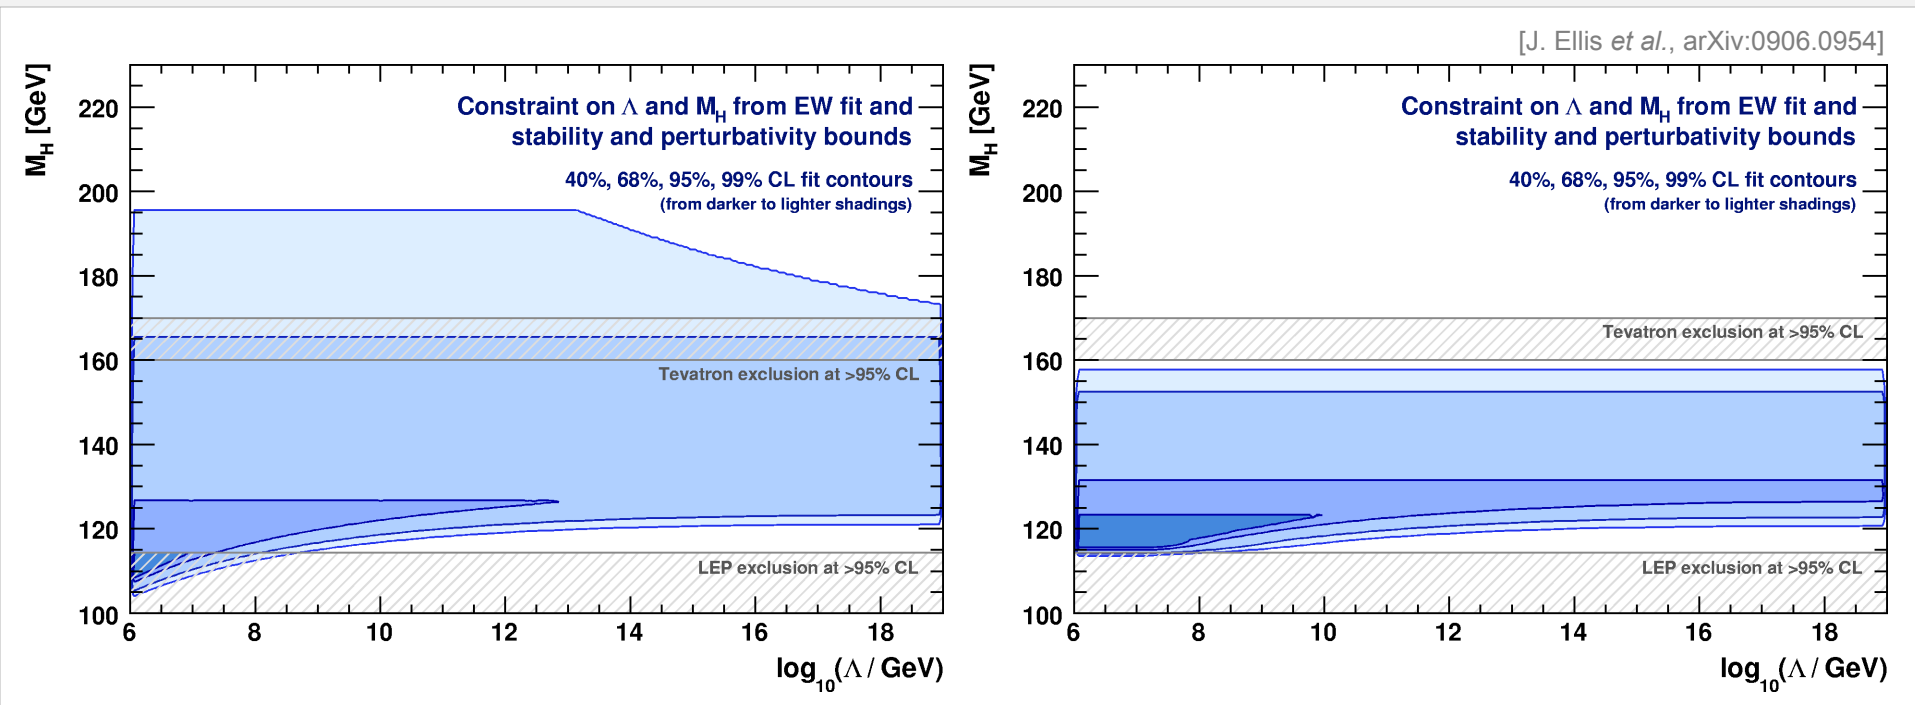 [J. Ellis et al., arXiv:0906.0954]
M_H [GeV]
220
200
180
160
140
120
100
Constraint on Λ and M_H from EW fit and
stability and perturbativity bounds
40%, 68%, 95%, 99% CL fit contours
(from darker to lighter shadings)
Tevatron exclusion at >95% CL
LEP exclusion at >95% CL
6 8 10 12 14 16 18
log_10(Λ / GeV)
M_H [GeV]
220
200
180
160
140
120
100
Constraint on Λ and M_H from EW fit and
stability and perturbativity bounds
40%, 68%, 95%, 99% CL fit contours
(from darker to lighter shadings)
Tevatron exclusion at >95% CL
LEP exclusion at >95% CL
6 8 10 12 14 16 18
log_10(Λ / GeV)